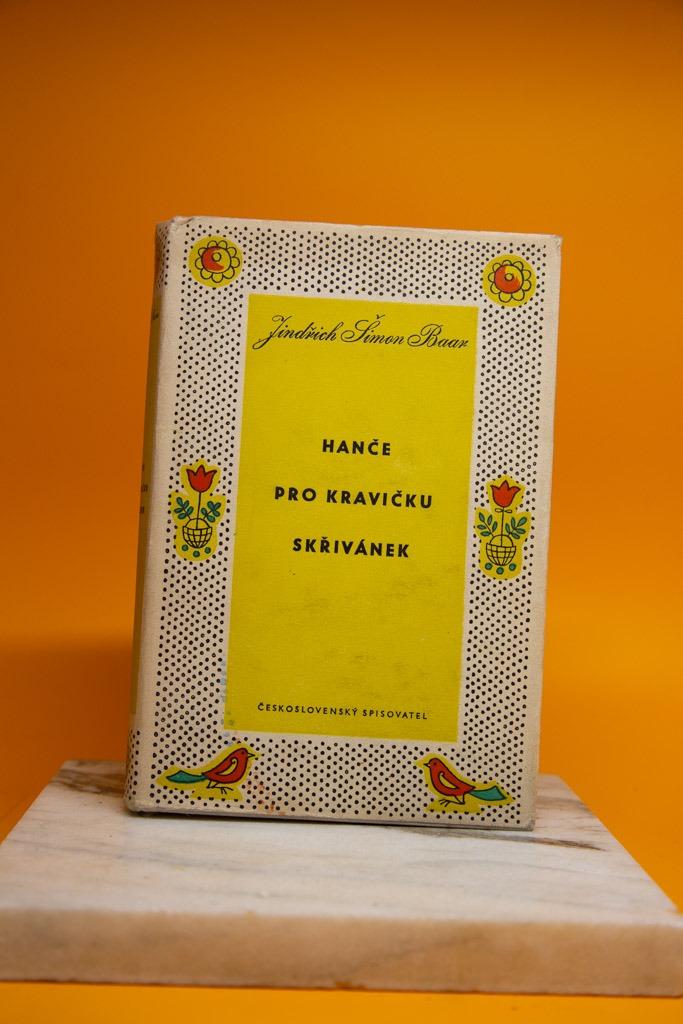 Jindřich Šimon Baar
HANČE
PRO KRAVIČKU
SKŘIVÁNEK
ČESKOSLOVENSKÝ SPISOVATEL